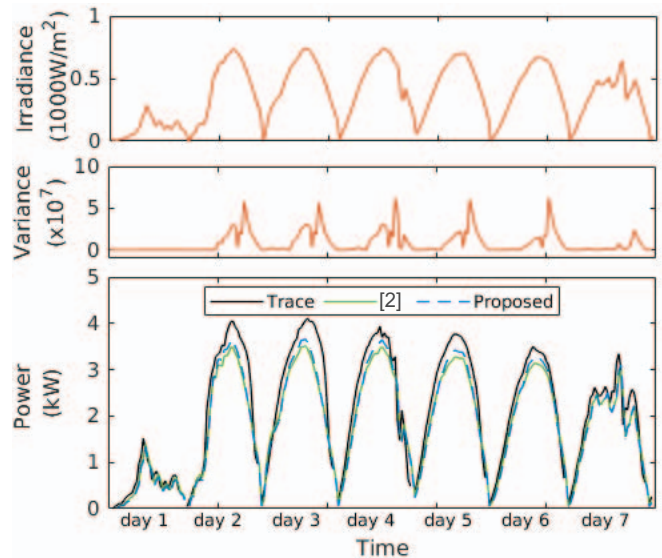 1
0.5
0
Irradiance
(1000W/m²)
10
5
0
Variance
(x10⁷)
5
4
3
2
1
0
Power
(kW)
Trace [2] Proposed
day 1 day 2 day 3 day 4 day 5 day 6 day 7
Time